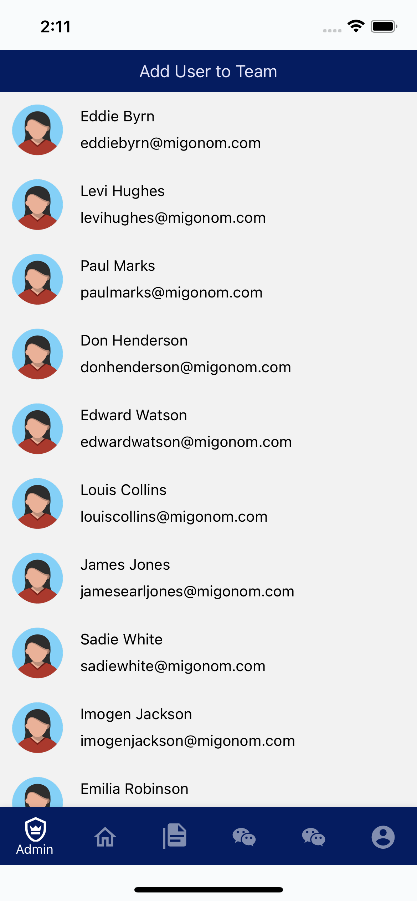 2:11
Add User to Team
Eddie Byrn
eddiebyrn@migonom.com
Levi Hughes
levihughes@migonom.com
Paul Marks
paulmarks@migonom.com
Don Henderson
donhenderson@migonom.com
Edward Watson
edwardwatson@migonom.com
Louis Collins
louiscollins@migonom.com
James Jones
jamesearljones@migonom.com
Sadie White
sadiewhite@migonom.com
Imogen Jackson
imogenjackson@migonom.com
Emilia Robinson
Admin